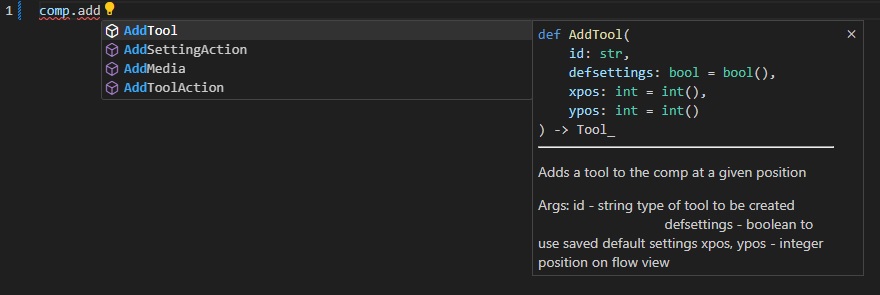 1 comp.add
AddTool
AddSettingAction
AddMedia
AddToolAction
def AddTool(
id: str,
defsettings: bool = bool(),
xpos: int = int(),
ypos: int = int()
) -> Tool_
Adds a tool to the comp at a given position
Args: id - string type of tool to be created
defsettings - boolean to
use saved default settings xpos, ypos - integer
position on flow view